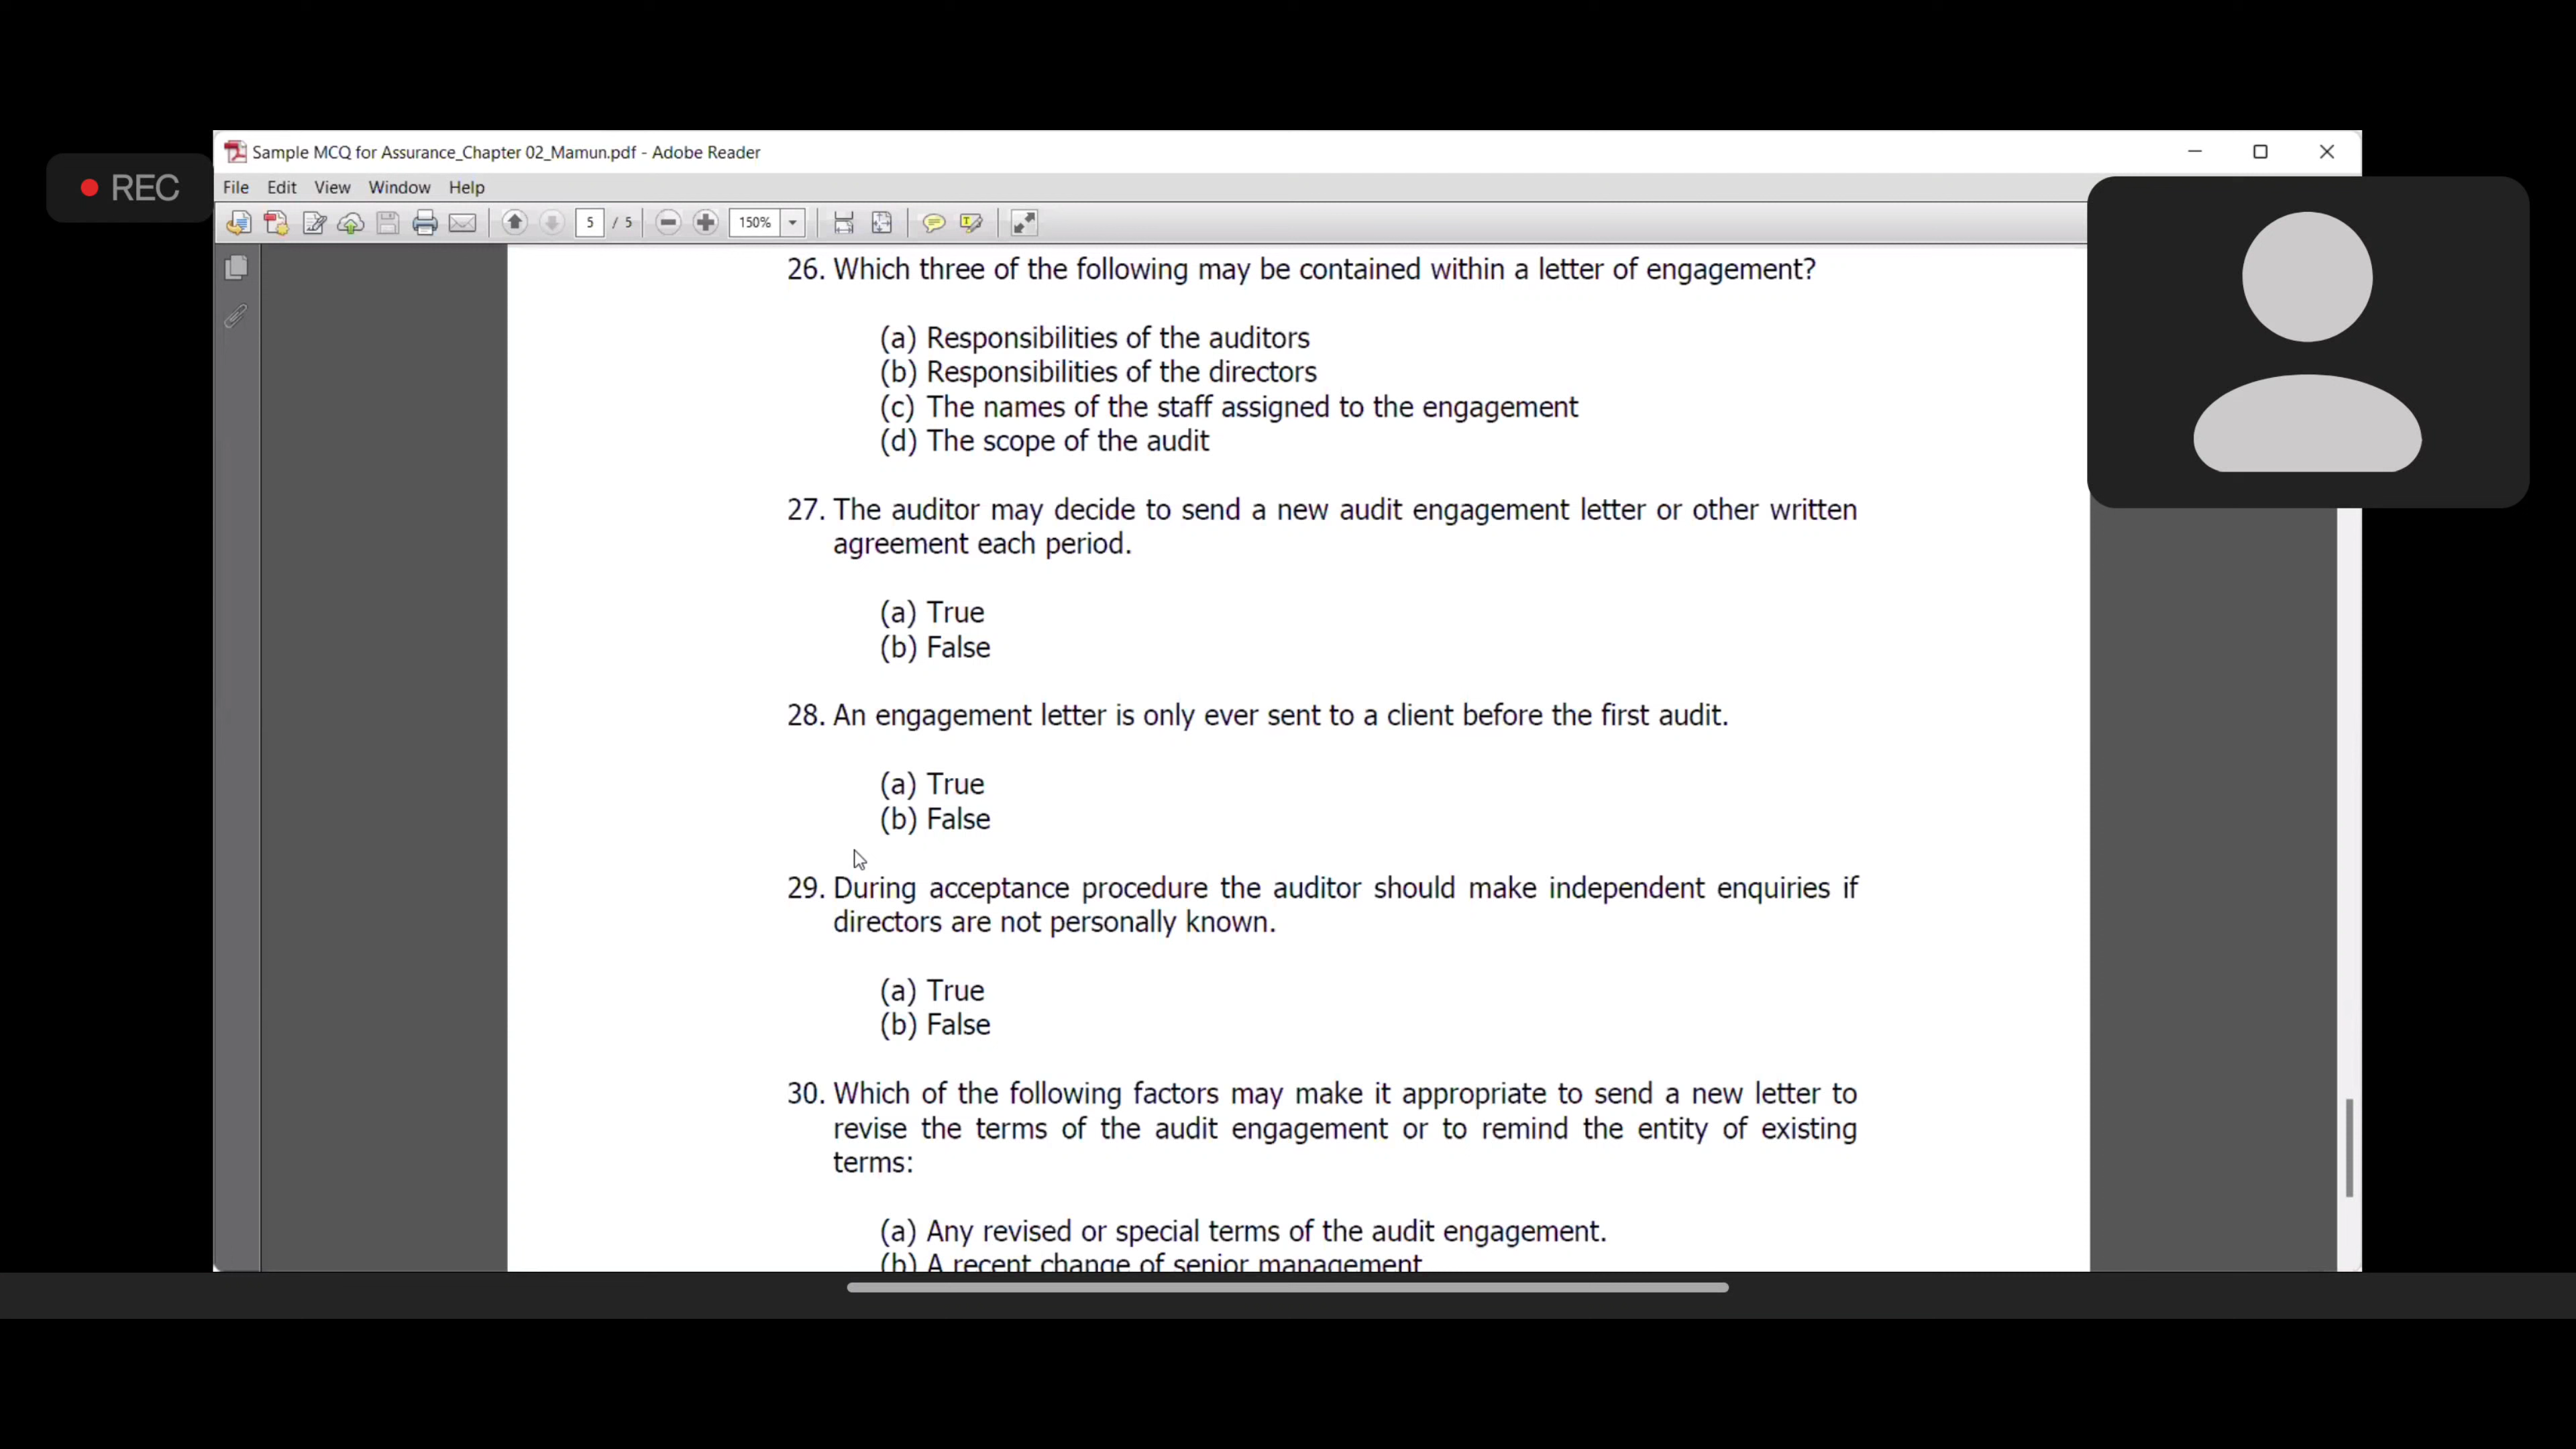 Sample MCQ for Assurance_Chapter 02_Mamun.pdf - Adobe Reader
REC
File Edit View Window Help
5 / 5 150%
26. Which three of the following may be contained within a letter of engagement?
(a) Responsibilities of the auditors
(b) Responsibilities of the directors
(c) The names of the staff assigned to the engagement
(d) The scope of the audit
27. The auditor may decide to send a new audit engagement letter or other written
agreement each period.
(a) True
(b) False
28. An engagement letter is only ever sent to a client before the first audit.
(a) True
(b) False
29. During acceptance procedure the auditor should make independent enquiries if
directors are not personally known.
(a) True
(b) False
30. Which of the following factors may make it appropriate to send a new letter to
revise the terms of the audit engagement or to remind the entity of existing
terms:
(a) Any revised or special terms of the audit engagement.
(b) A recent change of senior management